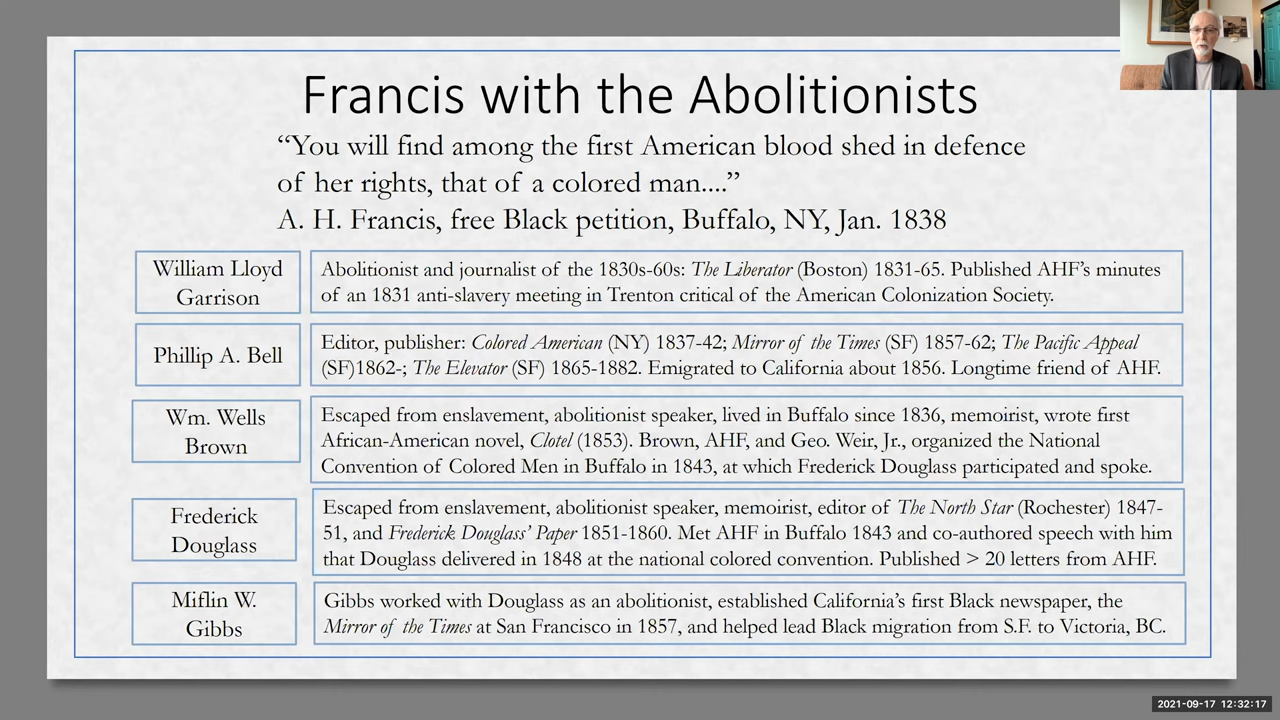 Francis with the Abolitionists
“You will find among the first American blood shed in defence
of her rights, that of a colored man....”
A. H. Francis, free Black petition, Buffalo, NY, Jan. 1838
William Lloyd
Garrison
Abolitionist and journalist of the 1830s-60s: The Liberator (Boston) 1831-65. Published AHF’s minutes
of an 1831 anti-slavery meeting in Trenton critical of the American Colonization Society.
Phillip A. Bell
Editor, publisher: Colored American (NY) 1837-42; Mirror of the Times (SF) 1857-62; The Pacific Appeal
(SF)1862-; The Elevator (SF) 1865-1882. Emigrated to California about 1856. Longtime friend of AHF.
Wm. Wells
Brown
Escaped from enslavement, abolitionist speaker, lived in Buffalo since 1836, memoirist, wrote first
African-American novel, Clotel (1853). Brown, AHF, and Geo. Weir, Jr., organized the National
Convention of Colored Men in Buffalo in 1843, at which Frederick Douglass participated and spoke.
Frederick
Douglass
Escaped from enslavement, abolitionist speaker, memoirist, editor of The North Star (Rochester) 1847-
51, and Frederick Douglass’ Paper 1851-1860. Met AHF in Buffalo 1843 and co-authored speech with him
that Douglass delivered in 1848 at the national colored convention. Published > 20 letters from AHF.
Miflin W.
Gibbs
Gibbs worked with Douglass as an abolitionist, established California’s first Black newspaper, the
Mirror of the Times at San Francisco in 1857, and helped lead Black migration from S.F. to Victoria, BC.
2021-09-17 12:32:17